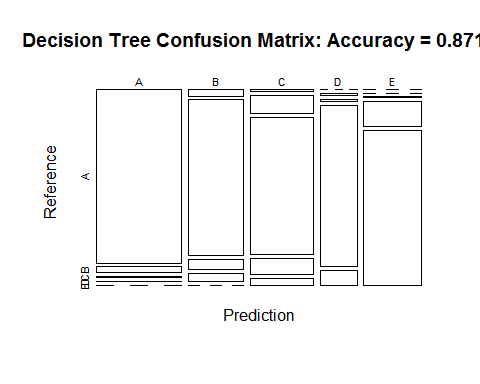 Decision Tree Confusion Matrix: Accuracy = 0.871
A B C D E
Reference
A
B
C
D
E
Prediction